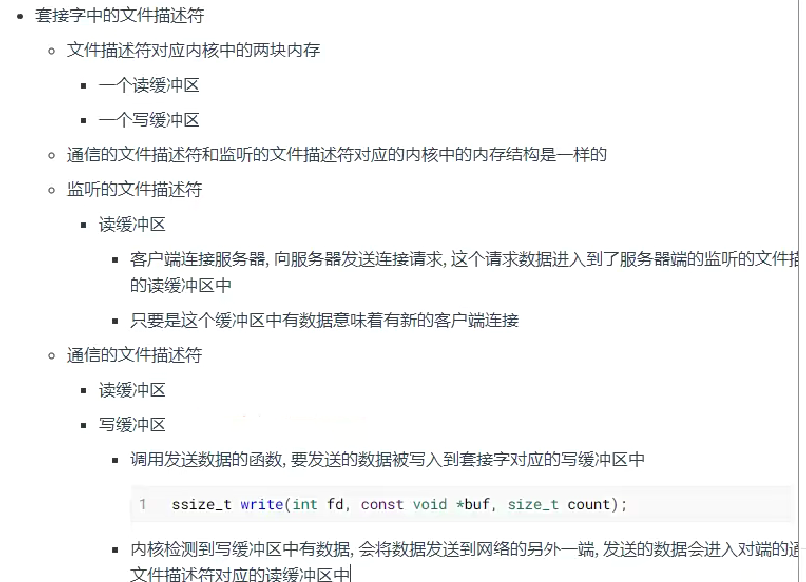 套接字中的文件描述符
文件描述符对应内核中的两块内存
一个读缓冲区
一个写缓冲区
通信的文件描述符和监听的文件描述符对应的内核中的内存结构是一样的
监听的文件描述符
读缓冲区
客户端连接服务器, 向服务器发送连接请求, 这个请求数据进入到了服务器端的监听的文件描
的读缓冲区中
只要是这个缓冲区中有数据意味着有新的客户端连接
通信的文件描述符
读缓冲区
写缓冲区
调用发送数据的函数, 要发送的数据被写入到套接字对应的写缓冲区中
1 ssize_t write(int fd, const void *buf, size_t count);
内核检测到写缓冲区中有数据, 会将数据发送到网络的另外一端, 发送的数据会进入对端的通
文件描述符对应的读缓冲区中